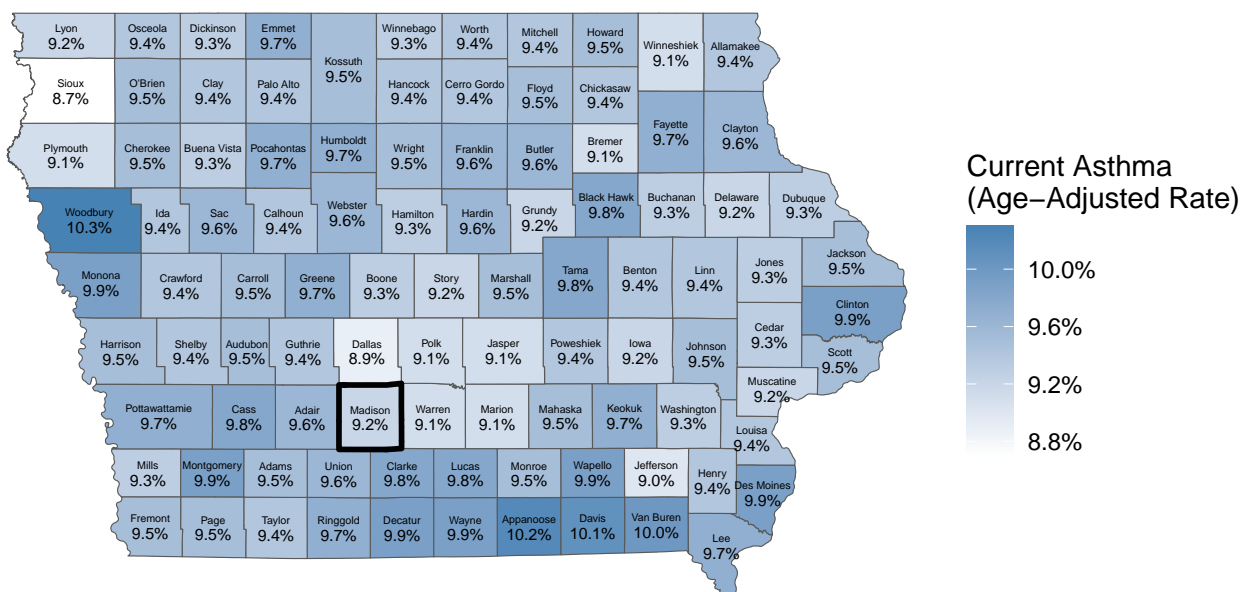 Lyon
9.2%
Osceola
9.4%
Dickinson
9.3%
Emmet
9.7%
Kossuth
9.5%
Winnebago
9.3%
Worth
9.4%
Mitchell
9.4%
Howard
9.5%
Winneshiek
9.1%
Allamakee
9.4%
Sioux
8.7%
O'Brien
9.5%
Clay
9.4%
Palo Alto
9.4%
Hancock
9.4%
Cerro Gordo
9.4%
Floyd
9.5%
Chickasaw
9.4%
Fayette
9.7%
Clayton
9.6%
Plymouth
9.1%
Cherokee
9.5%
Buena Vista
9.3%
Pocahontas
9.7%
Humboldt
9.7%
Wright
9.5%
Franklin
9.6%
Butler
9.6%
Bremer
9.1%
Woodbury
10.3%
Ida
9.4%
Sac
9.6%
Calhoun
9.4%
Webster
9.6%
Hamilton
9.3%
Hardin
9.6%
Grundy
9.2%
Black Hawk
9.8%
Buchanan
9.3%
Delaware
9.2%
Dubuque
9.3%
Monona
9.9%
Crawford
9.4%
Carroll
9.5%
Greene
9.7%
Boone
9.3%
Story
9.2%
Marshall
9.5%
Tama
9.8%
Benton
9.4%
Linn
9.4%
Jones
9.3%
Jackson
9.5%
Clinton
9.9%
Harrison
9.5%
Shelby
9.4%
Audubon
9.5%
Guthrie
9.4%
Dallas
8.9%
Polk
9.1%
Jasper
9.1%
Poweshiek
9.4%
Iowa
9.2%
Johnson
9.5%
Cedar
9.3%
Scott
9.5%
Muscatine
9.2%
Pottawattamie
9.7%
Cass
9.8%
Adair
9.6%
Madison
9.2%
Warren
9.1%
Marion
9.1%
Mahaska
9.5%
Keokuk
9.7%
Washington
9.3%
Louisa
9.4%
Mills
9.3%
Montgomery
9.9%
Adams
9.5%
Union
9.6%
Clarke
9.8%
Lucas
9.8%
Monroe
9.5%
Wapello
9.9%
Jefferson
9.0%
Henry
9.4%
Des Moines
9.9%
Fremont
9.5%
Page
9.5%
Taylor
9.4%
Ringgold
9.7%
Decatur
9.9%
Wayne
9.9%
Appanoose
10.2%
Davis
10.1%
Van Buren
10.0%
Lee
9.7%
Current Asthma
(Age−Adjusted Rate)
10.0%
9.6%
9.2%
8.8%